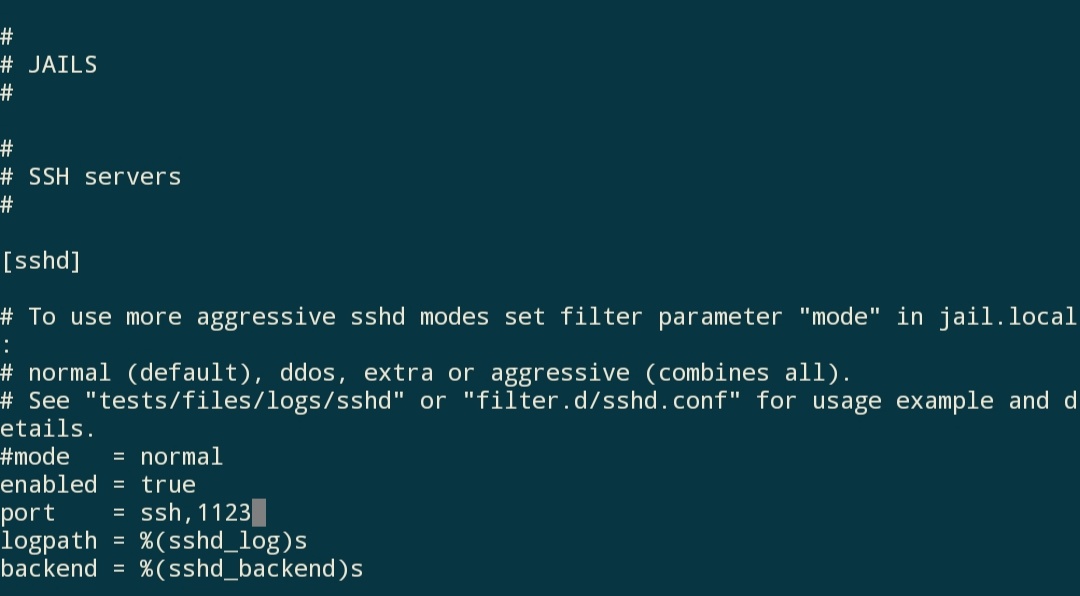 #
# JAILS
#
#
# SSH servers
#
[sshd]
# To use more aggressive sshd modes set filter parameter "mode" in jail.local
:
# normal (default), ddos, extra or aggressive (combines all).
# See "tests/files/logs/sshd" or "filter.d/sshd.conf" for usage example and d
etails.
#mode   = normal
enabled = true
port    = ssh,1123
logpath = %(sshd_log)s
backend = %(sshd_backend)s